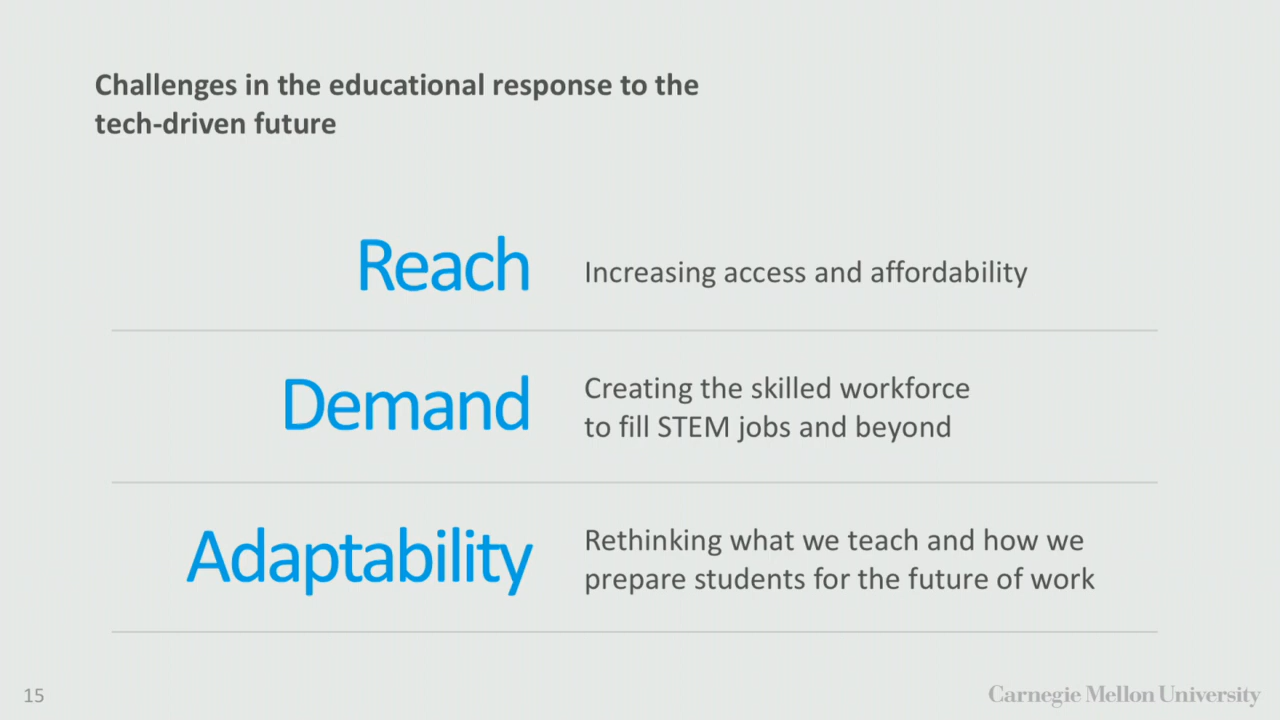 Challenges in the educational response to the
tech-driven future
Reach
Increasing access and affordability
Demand
Creating the skilled workforce
to fill STEM jobs and beyond
Adaptability
Rethinking what we teach and how we
prepare students for the future of work
15
Carnegie Mellon University